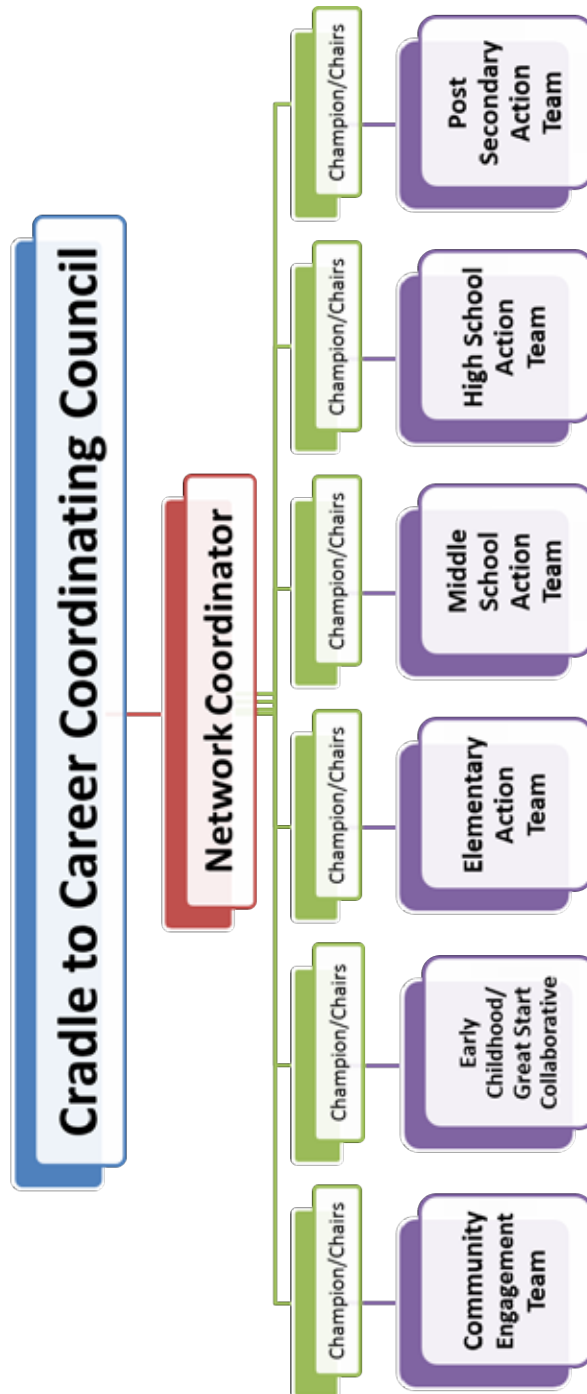 Cradle to Career Coordinating Council
Network Coordinator
Champion/Chairs
Champion/Chairs
Champion/Chairs
Champion/Chairs
Champion/Chairs
Champion/Chairs
Community
Engagement
Team
Early
Childhood/
Great Start
Collaborative
Elementary
Action
Team
Middle
School
Action
Team
High School
Action
Team
Post
Secondary
Action
Team